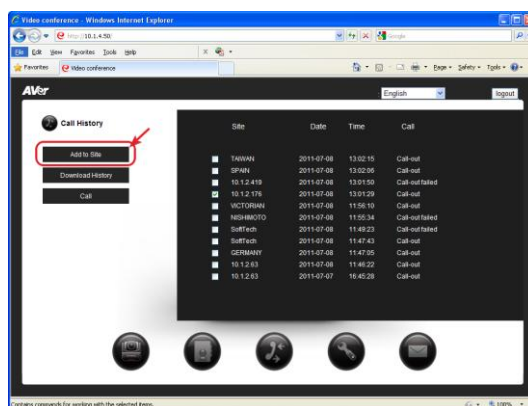 Video conference - Windows Internet Explorer
http://10.1.4.50/
Google
File Edit View Favorites Tools Help
Favorites Video conference
Page Safety Tools
AVer English logout
Call History
Site Date Time Call
Add to Site
Download History
Call
TAIWAN 2011-07-08 13:02:15 Call-out
SPAIN 2011-07-08 13:02:06 Call-out
10.1.2.419 2011-07-08 13:01:50 Call-out failed
10.1.2.176 2011-07-08 13:01:29 Call-out
VICTORIAN 2011-07-08 11:56:10 Call-out
NISHIMOTO 2011-07-08 11:55:34 Call-out failed
SoftTech 2011-07-08 11:49:23 Call-out failed
SoftTech 2011-07-08 11:47:43 Call-out
GERMANY 2011-07-08 11:47:05 Call-out
10.1.2.63 2011-07-08 11:46:22 Call-out
10.1.2.63 2011-07-07 16:45:28 Call-out
Contains commands for working with the selected items.
100%